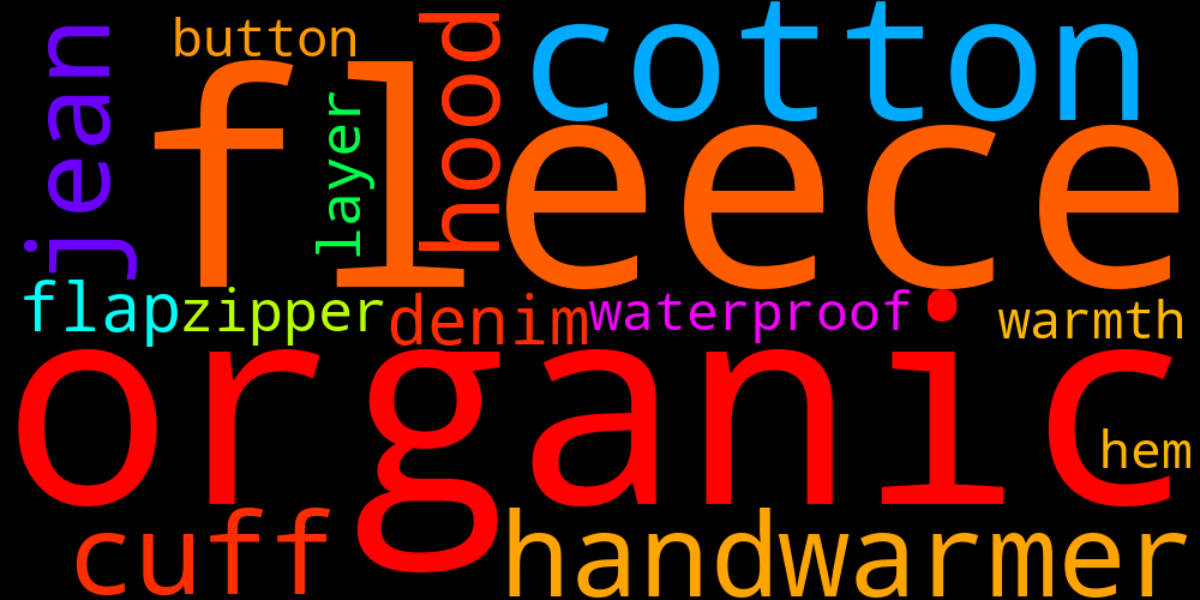 jean
button
fleece
layer
hood
cotton
flap
zipper
denim
waterproof
warmth
organic
hem
cuff
handwarmer